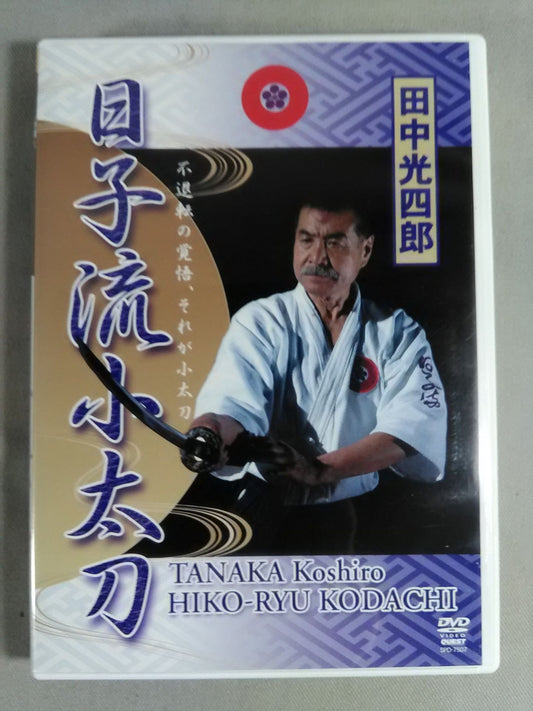 田中光四郎
日子流小太刀
不退転の覚悟、それが小太刀
TANAKA Koshiro
HIKO-RYU KODACHI
DVD
VIDEO
QUEST
SPD-7507